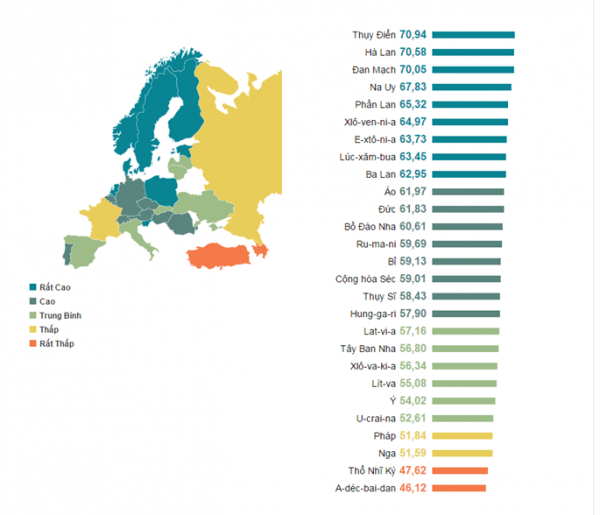 Rất Cao
Cao
Trung Bình
Thấp
Rất Thấp
Thụy Điển 70,94
Hà Lan 70,58
Đan Mạch 70,05
Na Uy 67,83
Phần Lan 65,32
Xlô-ven-ni-a 64,97
E-xtô-ni-a 63,73
Lúc-xăm-bua 63,45
Ba Lan 62,95
Áo 61,97
Đức 61,83
Bồ Đào Nha 60,61
Ru-ma-ni 59,69
Bỉ 59,13
Cộng hòa Séc 59,01
Thụy Sĩ 58,43
Hung-ga-ri 57,90
Lat-vi-a 57,16
Tây Ban Nha 56,80
Xlô-va-ki-a 56,34
Lít-va 55,08
Ý 54,02
U-crai-na 52,61
Pháp 51,84
Nga 51,59
Thổ Nhĩ Kỳ 47,62
A-déc-bai-dan 46,12